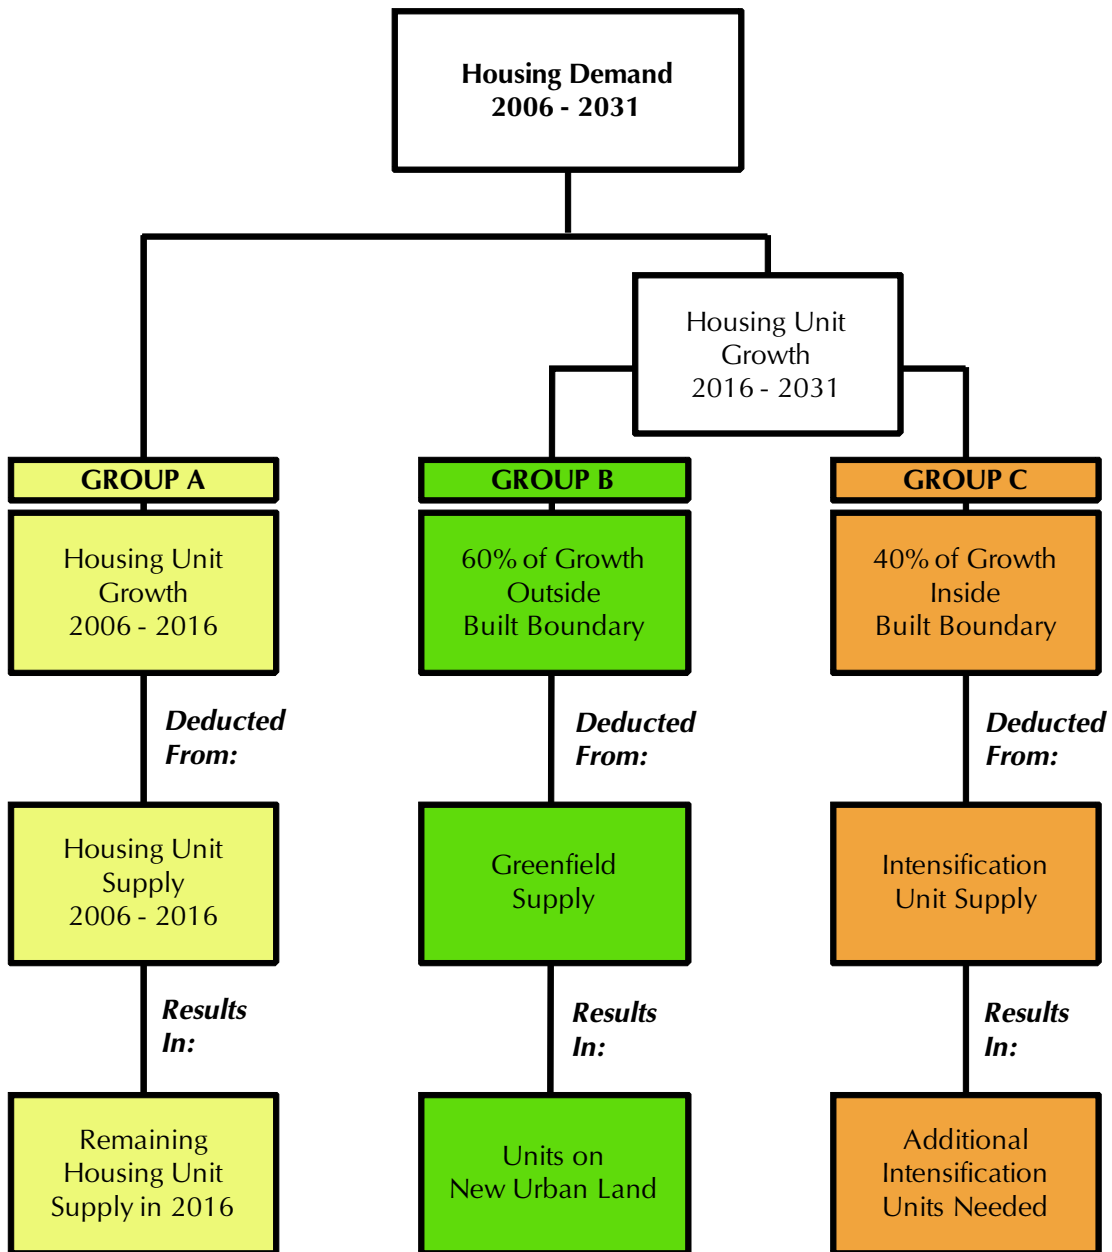 Housing Demand
2006 - 2031
Housing Unit
Growth
2016 - 2031
GROUP A
GROUP B
GROUP C
Housing Unit
Growth
2006 - 2016
60% of Growth
Outside
Built Boundary
40% of Growth
Inside
Built Boundary
Deducted
From:
Deducted
From:
Deducted
From:
Housing Unit
Supply
2006 - 2016
Greenfield
Supply
Intensification
Unit Supply
Results
In:
Results
In:
Results
In:
Remaining
Housing Unit
Supply in 2016
Units on
New Urban Land
Additional
Intensification
Units Needed